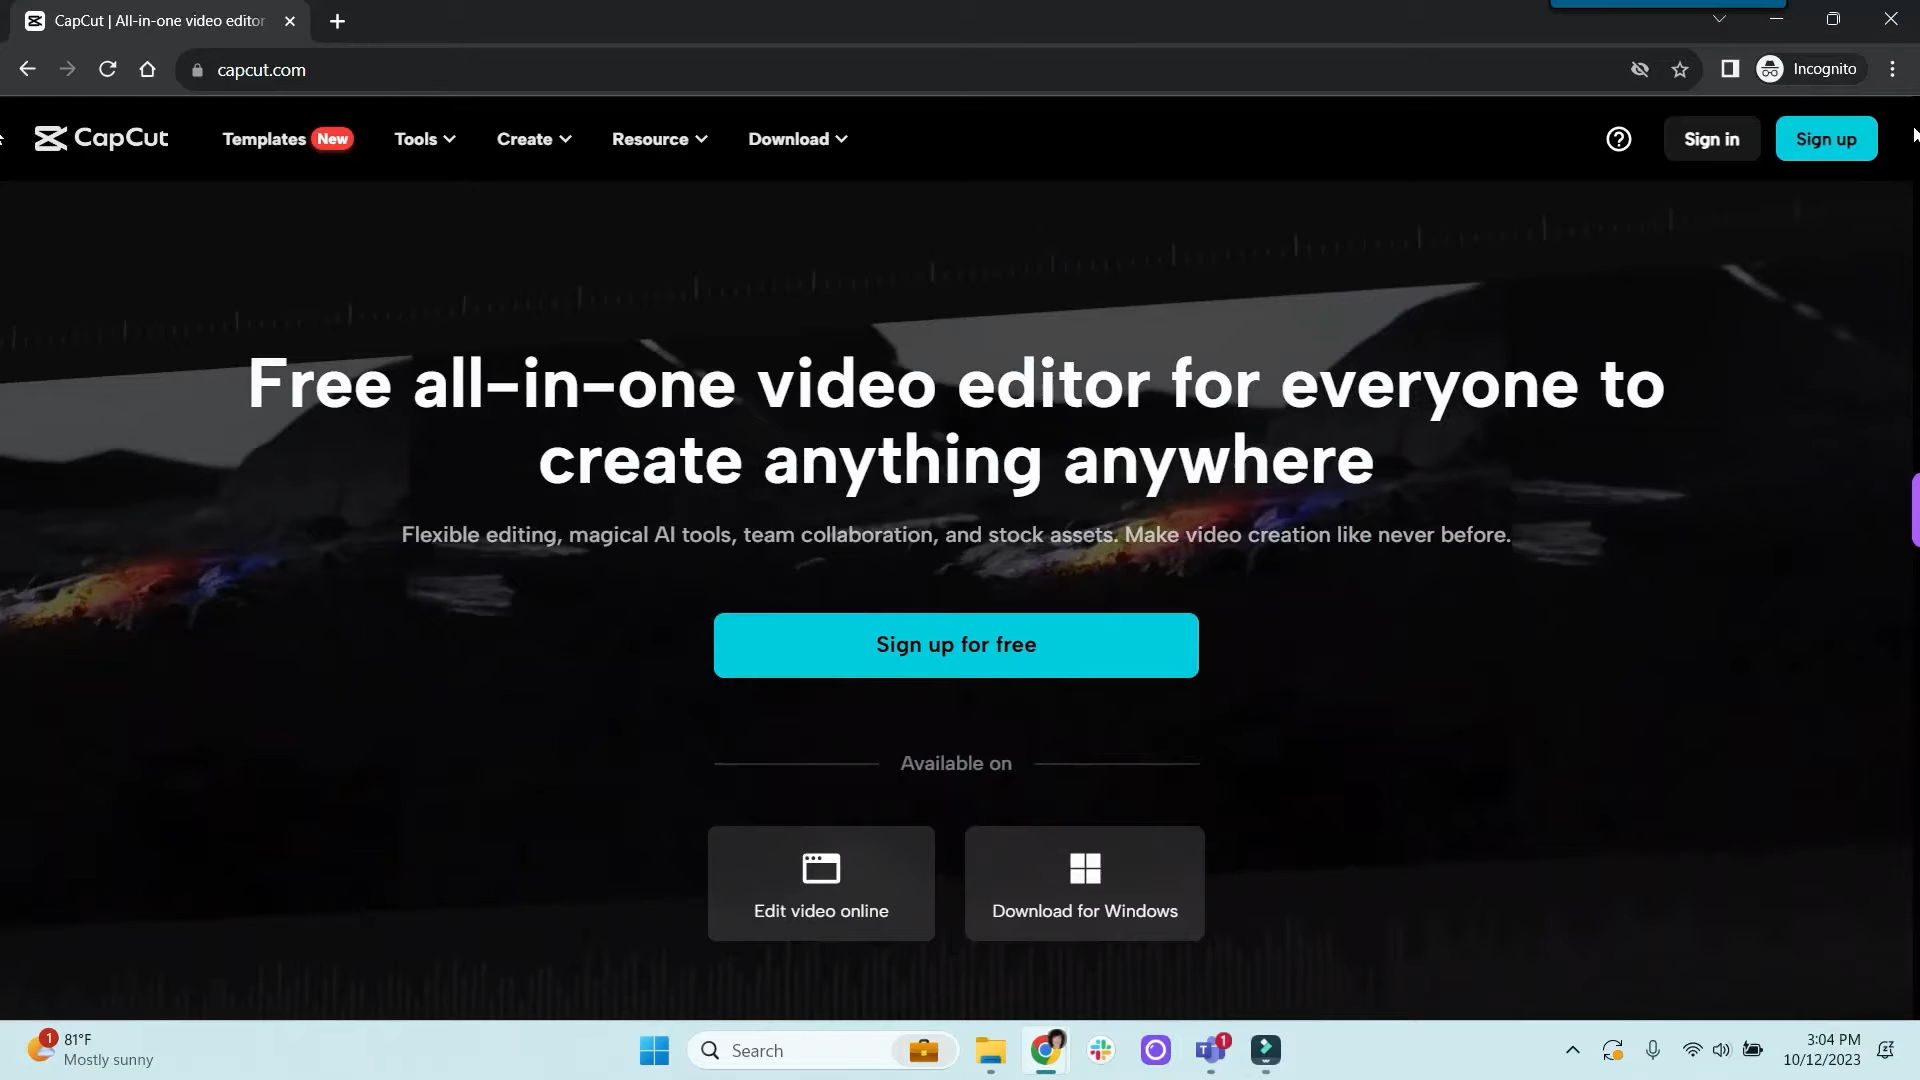 CapCut | All-in-one video editor
capcut.com
Incognito
CapCut
Templates New
Tools
Create
Resource
Download
Sign in
Sign up
Free all-in-one video editor for everyone to
create anything anywhere
Flexible editing, magical AI tools, team collaboration, and stock assets. Make video creation like never before.
Sign up for free
Available on
Edit video online
Download for Windows
1
81°F
Mostly sunny
Search
1
3:04 PM
10/12/2023